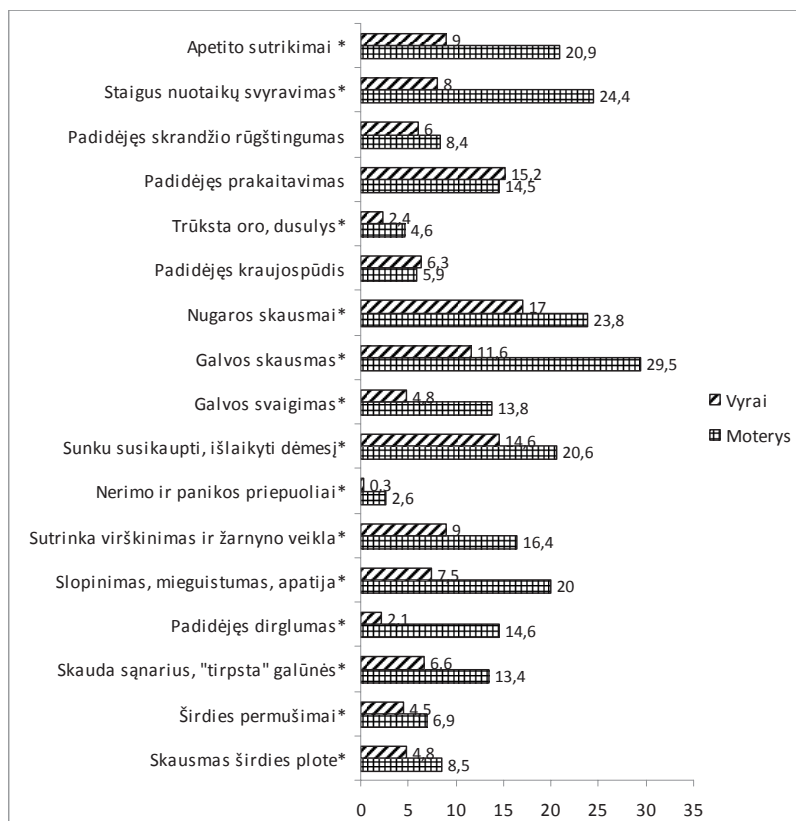 Apetito sutrikimai *
9
20,9
Staigus nuotaikų svyravimas*
8
24,4
Padidėjęs skrandžio rūgštingumas
6
8,4
Padidėjęs prakaitavimas
15,2
14,5
Trūksta oro, dusulys*
2,4
4,6
Padidėjęs kraujospūdis
6,3
5,9
Nugaros skausmai*
17
23,8
Galvos skausmas*
11,6
29,5
Galvos svaigimas*
4,8
13,8
Sunku susikaupti, išlaikyti dėmesį*
14,6
20,6
Nerimo ir panikos priepuoliai*
0,3
2,6
Sutrinka virškinimas ir žarnyno veikla*
9
16,4
Slopinimas, mieguistumas, apatija*
7,5
20
Padidėjęs dirglumas*
2,1
14,6
Skauda sąnarius, "tirpsta" galūnės*
6,6
13,4
Širdies permušimai*
4,5
6,9
Skausmas širdies plote*
4,8
8,5
0 5 10 15 20 25 30 35
Vyrai
Moterys